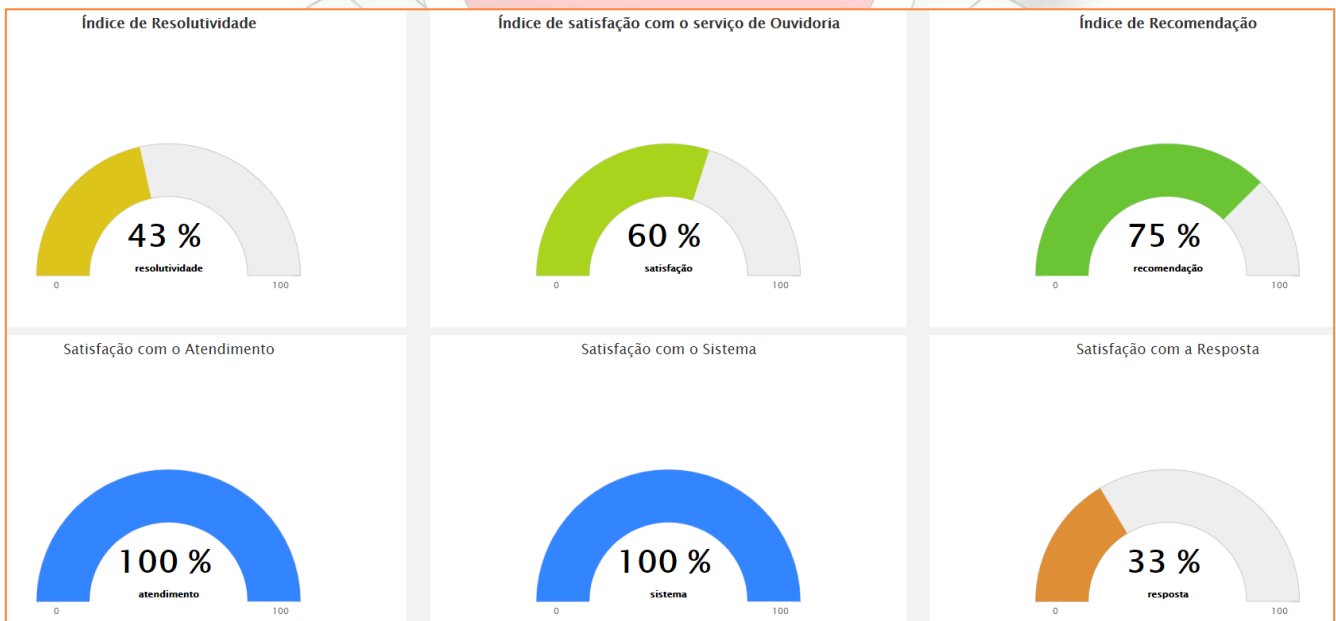 Índice de Resolutividade
43 %
resolutividade
0
100
Índice de satisfação com o serviço de Ouvidoria
60 %
satisfação
0
100
Índice de Recomendação
75 %
recomendação
0
100
Satisfação com o Atendimento
100 %
atendimento
0
100
Satisfação com o Sistema
100 %
sistema
0
100
Satisfação com a Resposta
33 %
resposta
0
100